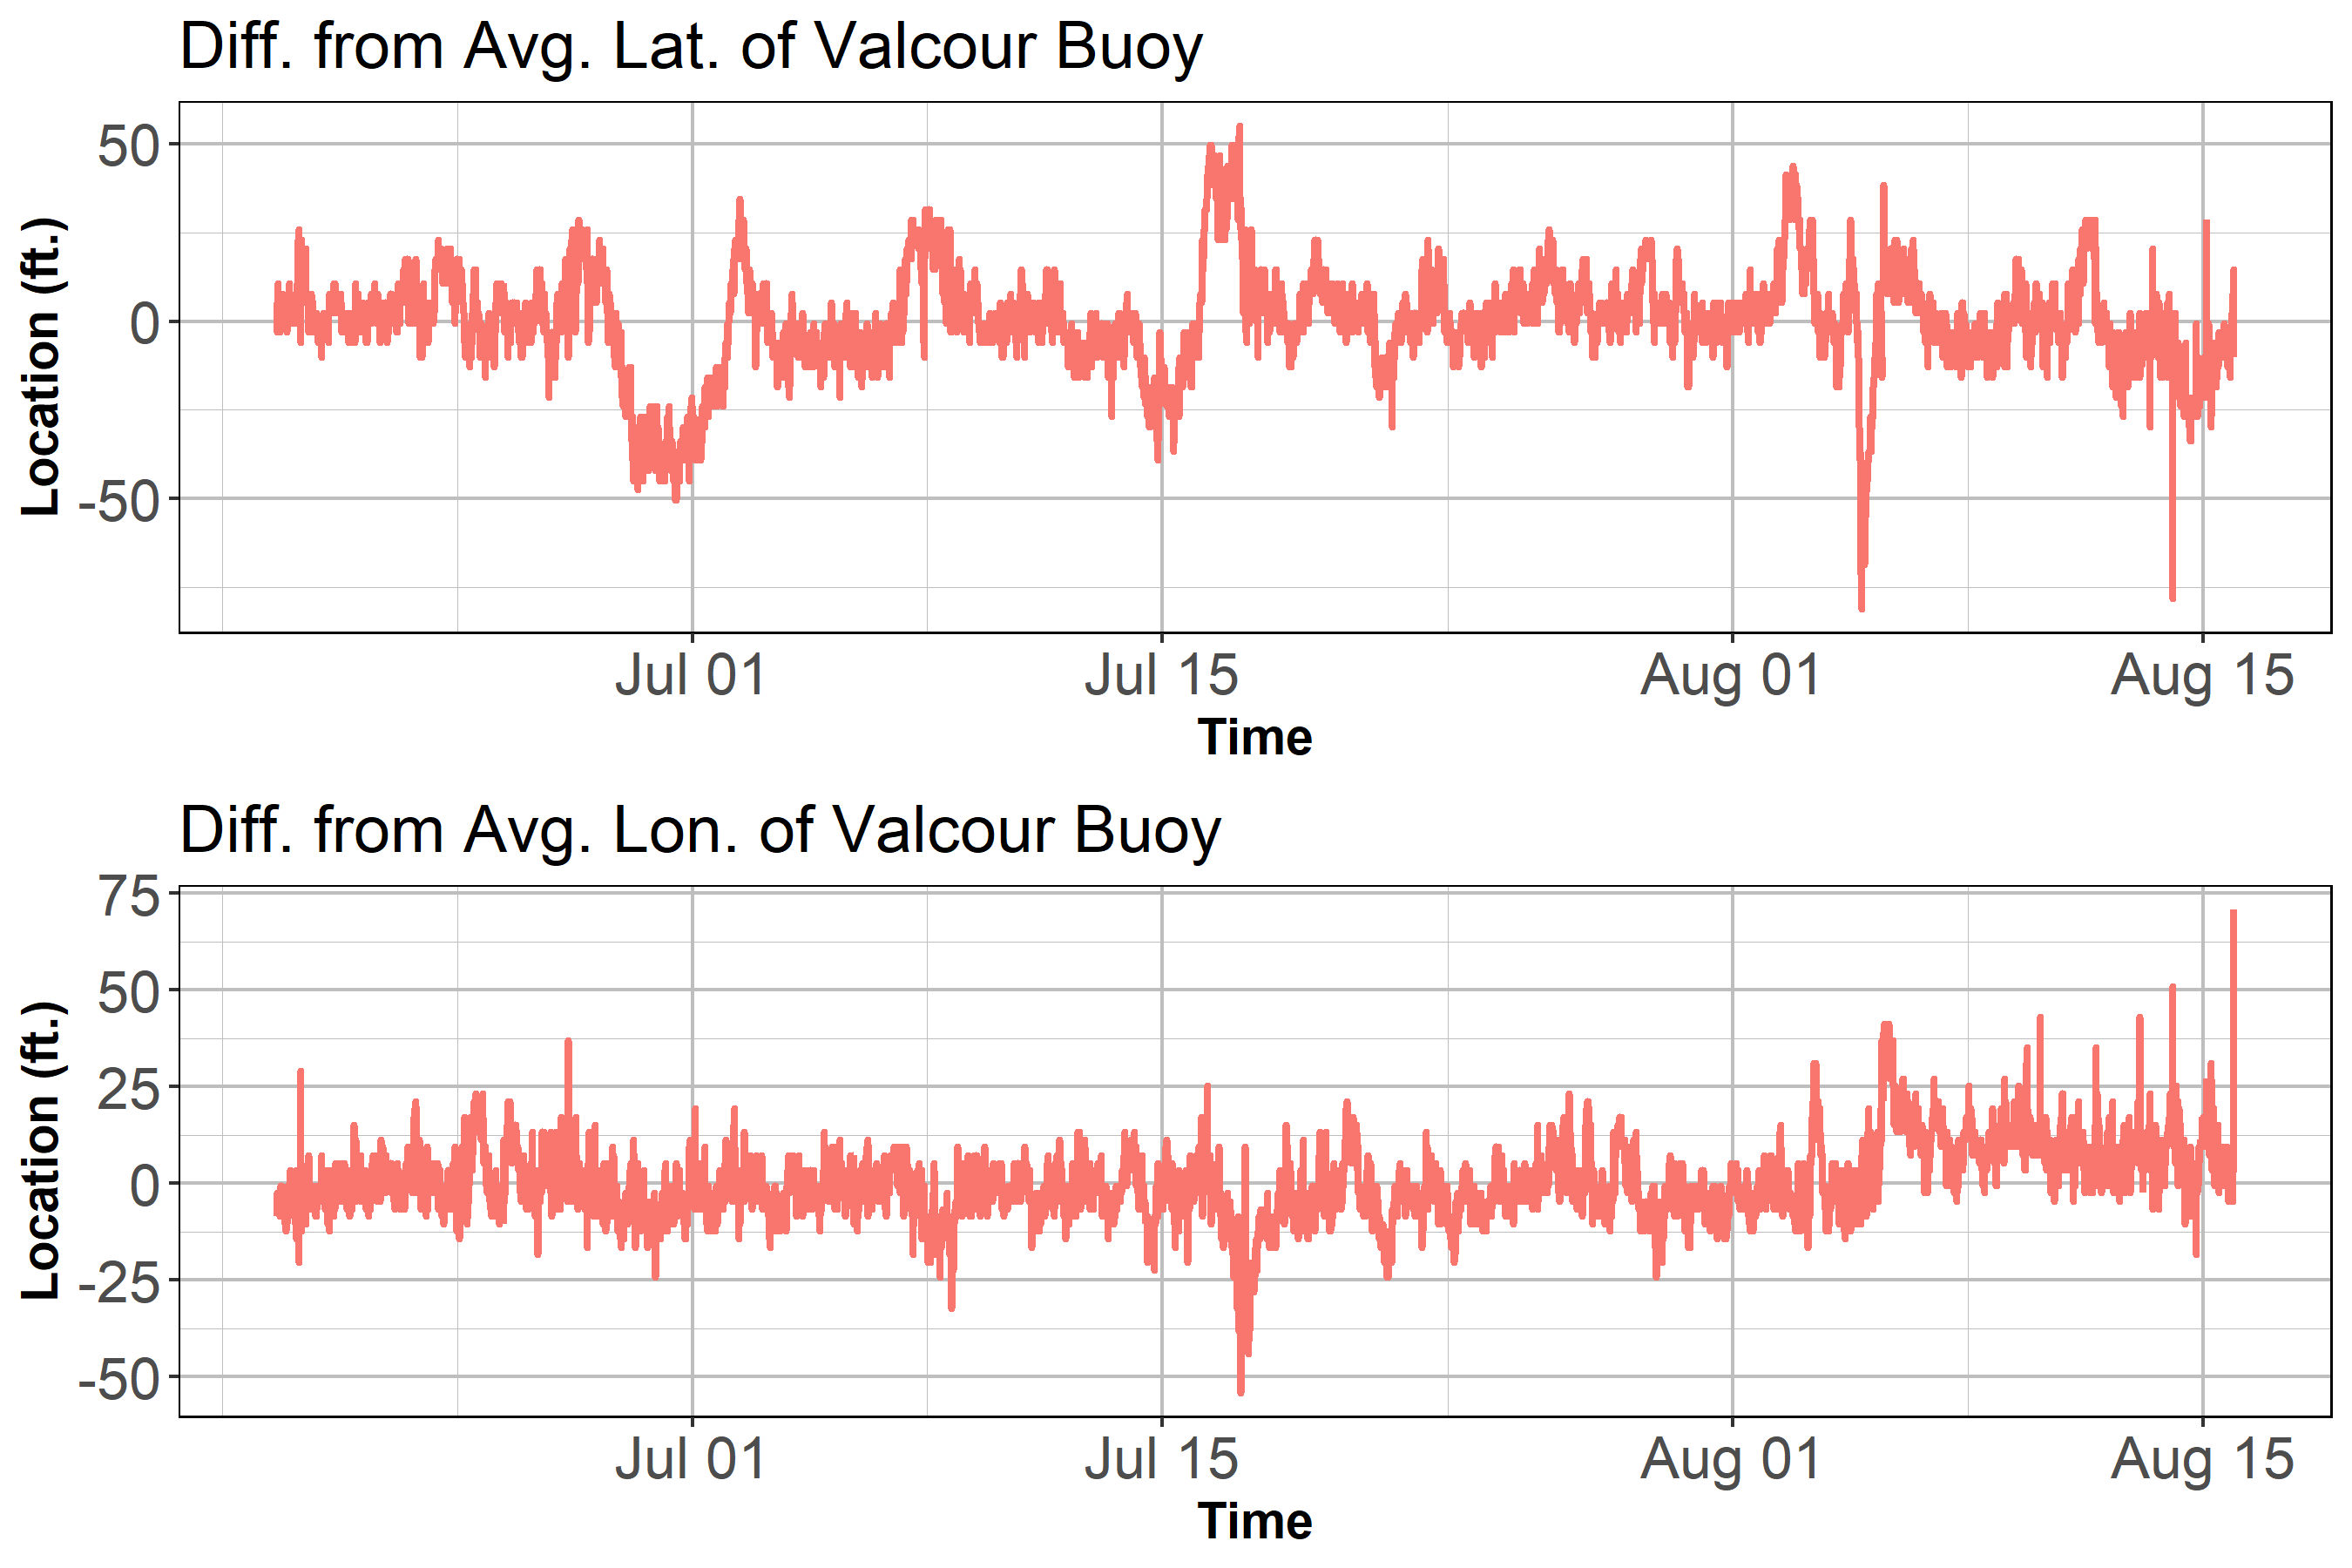 Diff. from Avg. Lat. of Valcour Buoy
Location (ft.)
50
0
-50
Jul 01 Jul 15 Aug 01 Aug 15
Time
Diff. from Avg. Lon. of Valcour Buoy
Location (ft.)
75
50
25
0
-25
-50
Jul 01 Jul 15 Aug 01 Aug 15
Time